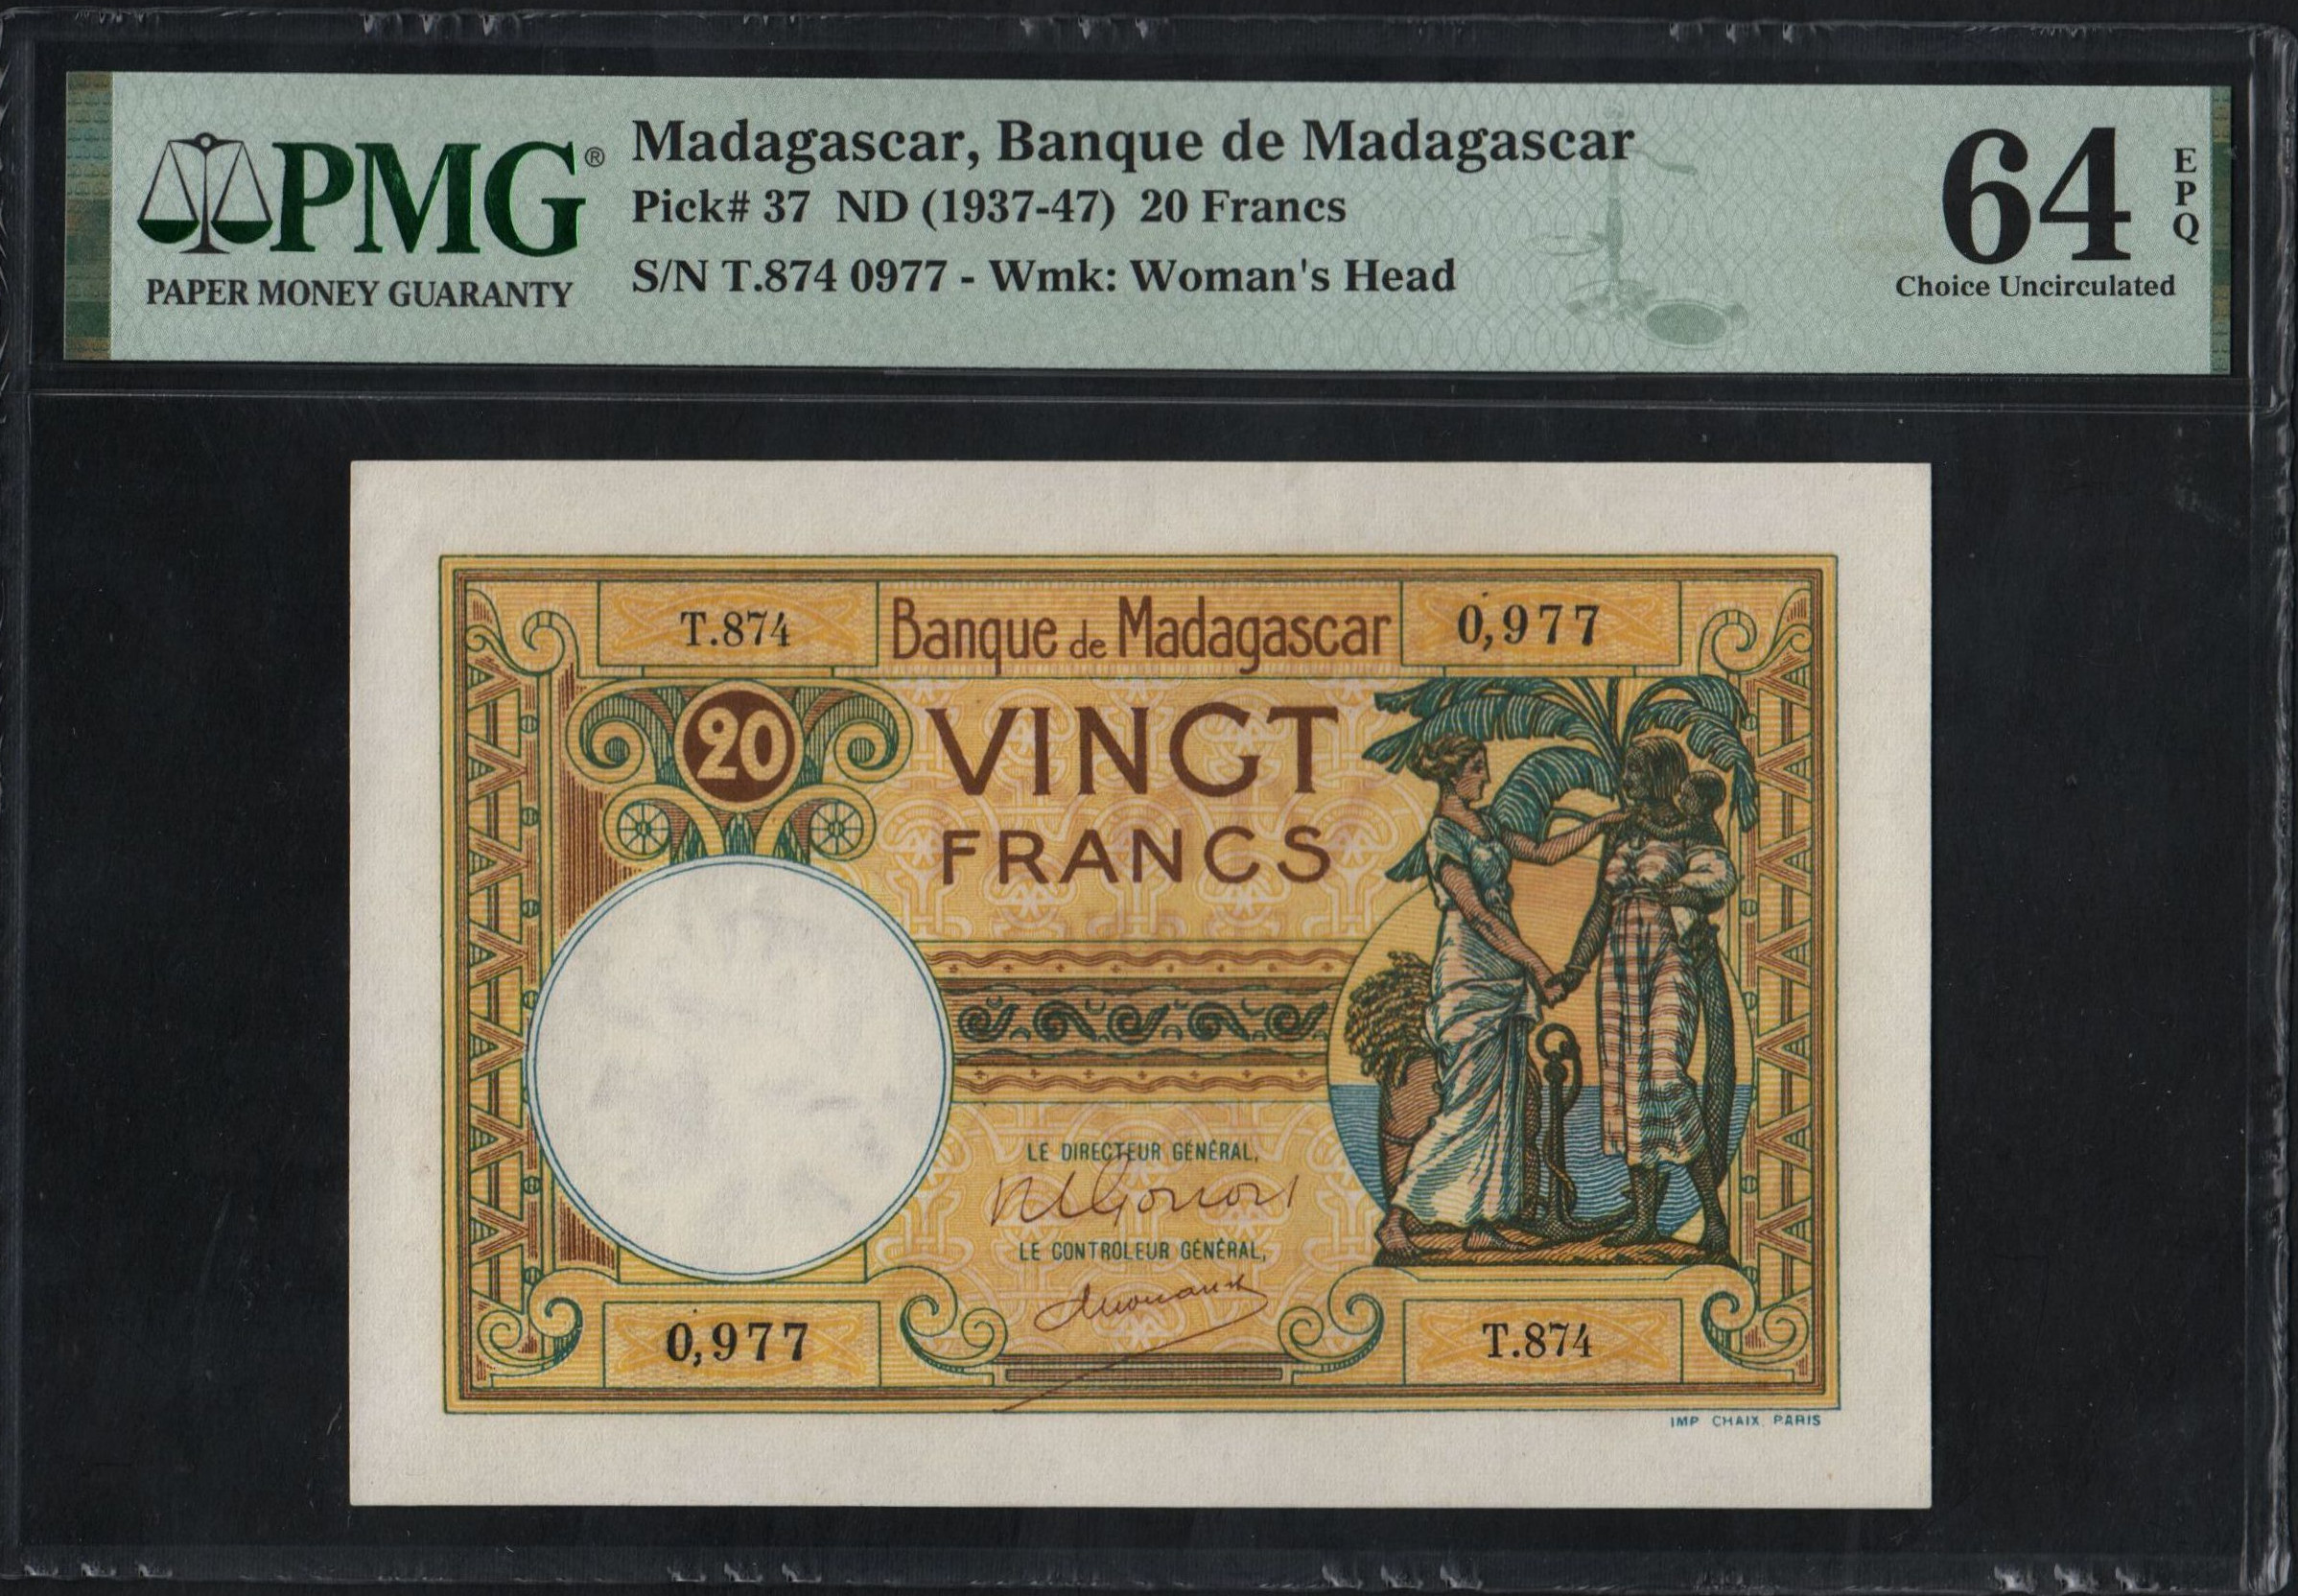 PMG®
PAPER MONEY GUARANTY
Madagascar, Banque de Madagascar
Pick# 37 ND (1937-47) 20 Francs
S/N T.874 0977 - Wmk: Woman's Head
64
EPQ
Choice Uncirculated
T.874
Banque de Madagascar
0,977
20
VINGT
FRANCS
LE DIRECTEUR GÉNÉRAL,
LE CONTROLEUR GÉNÉRAL,
0,977
T.874
IMP CHAIX. PARIS